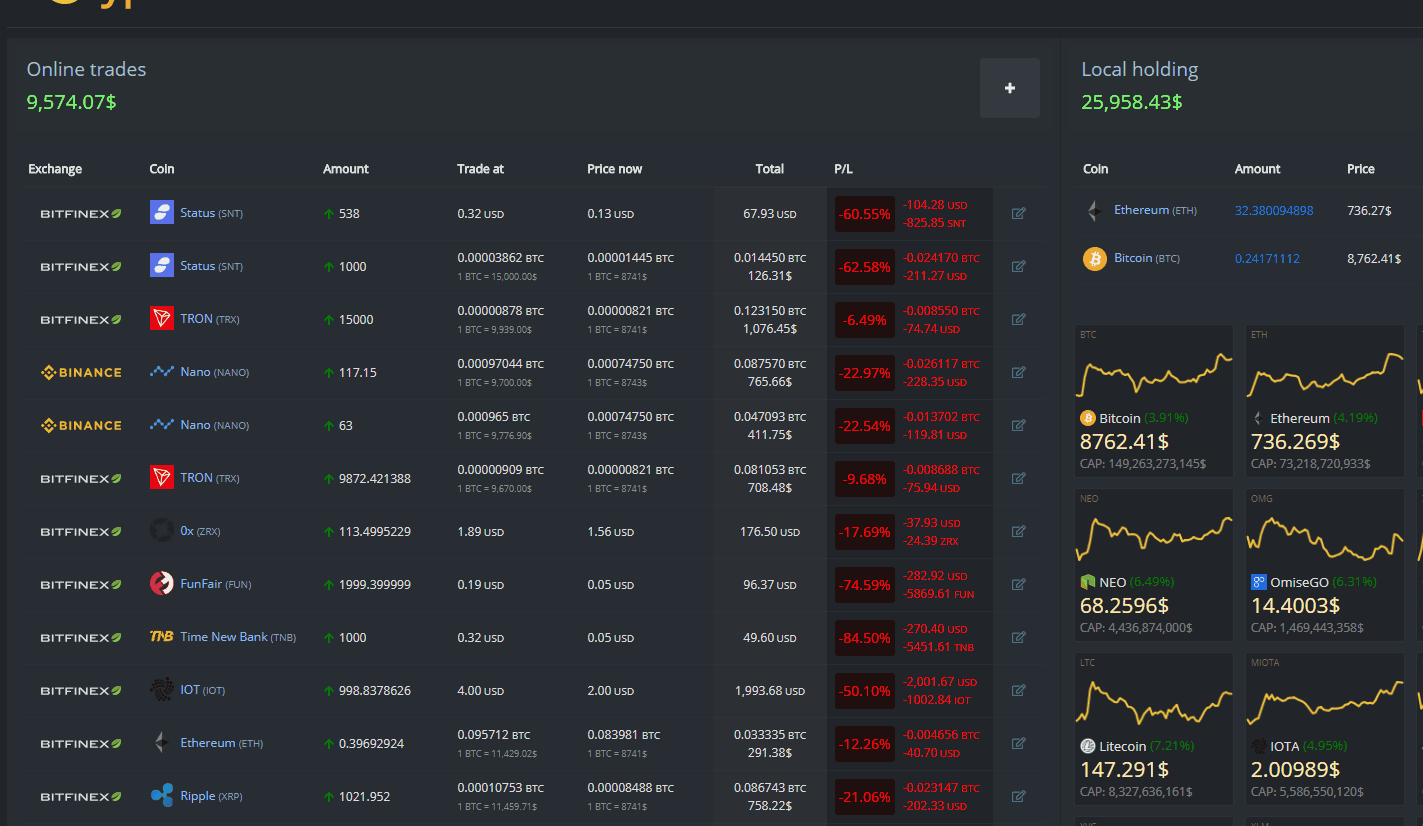 Online trades
9,574.07$
+
Exchange Coin Amount Trade at Price now Total P/L
BITFINEX Status (SNT) 538 0.32 USD 0.13 USD 67.93 USD -60.55% -104.28 USD
-825.85 SNT
BITFINEX Status (SNT) 1000 0.00003862 BTC 0.00001445 BTC 0.014450 BTC -62.58% -0.024170 BTC
1 BTC = 15,000.00$ 1 BTC = 8741$ 126.31$ -211.27 USD
BITFINEX TRON (TRX) 15000 0.00000878 BTC 0.00000821 BTC 0.123150 BTC -6.49% -0.008550 BTC
1 BTC = 9,939.00$ 1 BTC = 8741$ 1,076.45$ -74.74 USD
BINANCE Nano (NANO) 117.15 0.00097044 BTC 0.00074750 BTC 0.087570 BTC -22.97% -0.026117 BTC
1 BTC = 9,700.00$ 1 BTC = 8743$ 765.66$ -228.35 USD
BINANCE Nano (NANO) 63 0.000965 BTC 0.00074750 BTC 0.047093 BTC -22.54% -0.013702 BTC
1 BTC = 9,776.90$ 1 BTC = 8743$ 411.75$ -119.81 USD
BITFINEX TRON (TRX) 9872.421388 0.00000909 BTC 0.00000821 BTC 0.081053 BTC -9.68% -0.008688 BTC
1 BTC = 9,670.00$ 1 BTC = 8741$ 708.48$ -75.94 USD
BITFINEX 0x (ZRX) 113.4995229 1.89 USD 1.56 USD 176.50 USD -17.69% -37.93 USD
-24.39 ZRX
BITFINEX FunFair (FUN) 1999.399999 0.19 USD 0.05 USD 96.37 USD -74.59% -282.92 USD
-5869.61 FUN
BITFINEX TNB Time New Bank (TNB) 1000 0.32 USD 0.05 USD 49.60 USD -84.50% -270.40 USD
-5451.61 TNB
BITFINEX IOT (IOT) 998.8378626 4.00 USD 2.00 USD 1,993.68 USD -50.10% -2,001.67 USD
-1002.84 IOT
BITFINEX Ethereum (ETH) 0.39692924 0.095712 BTC 0.083981 BTC 0.033335 BTC -12.26% -0.004656 BTC
1 BTC = 11,429.02$ 1 BTC = 8741$ 291.38$ -40.70 USD
BITFINEX Ripple (XRP) 1021.952 0.00010753 BTC 0.00008488 BTC 0.086743 BTC -21.06% -0.023147 BTC
1 BTC = 11,459.71$ 1 BTC = 8741$ 758.22$ -202.33 USD
Local holding
25,958.43$
Coin Amount Price
Ethereum (ETH) 32.380094898 736.27$
Bitcoin (BTC) 0.24171112 8,762.41$
BTC
Bitcoin (3.91%)
8762.41$
CAP: 149,263,273,145$
ETH
Ethereum (4.19%)
736.269$
CAP: 73,218,720,933$
NEO
NEO (6.49%)
68.2596$
CAP: 4,436,874,000$
OMG
OmiseGO (6.31%)
14.4003$
CAP: 1,469,443,358$
LTC
Litecoin (7.21%)
147.291$
CAP: 8,327,636,161$
MIOTA
IOTA (4.95%)
2.00989$
CAP: 5,586,550,120$